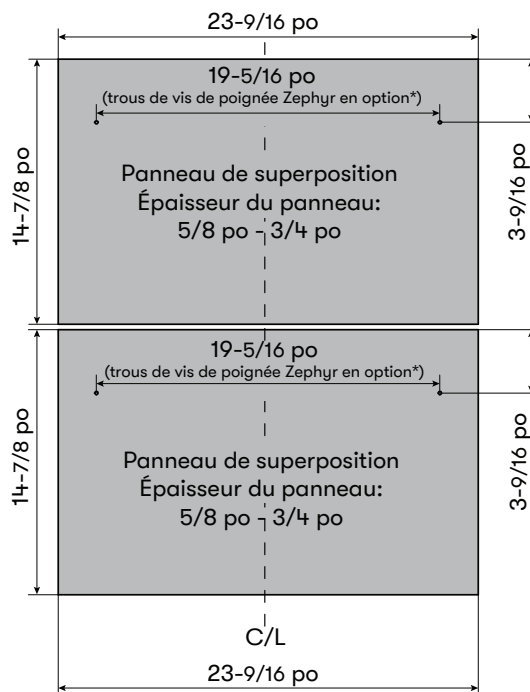 23-9/16 po
19-5/16 po
(trous de vis de poignée Zephyr en option*)
14-7/8 po
3-9/16 po
Panneau de superposition
Épaisseur du panneau:
5/8 po - 3/4 po
19-5/16 po
(trous de vis de poignée Zephyr en option*)
14-7/8 po
3-9/16 po
Panneau de superposition
Épaisseur du panneau:
5/8 po - 3/4 po
C/L
23-9/16 po